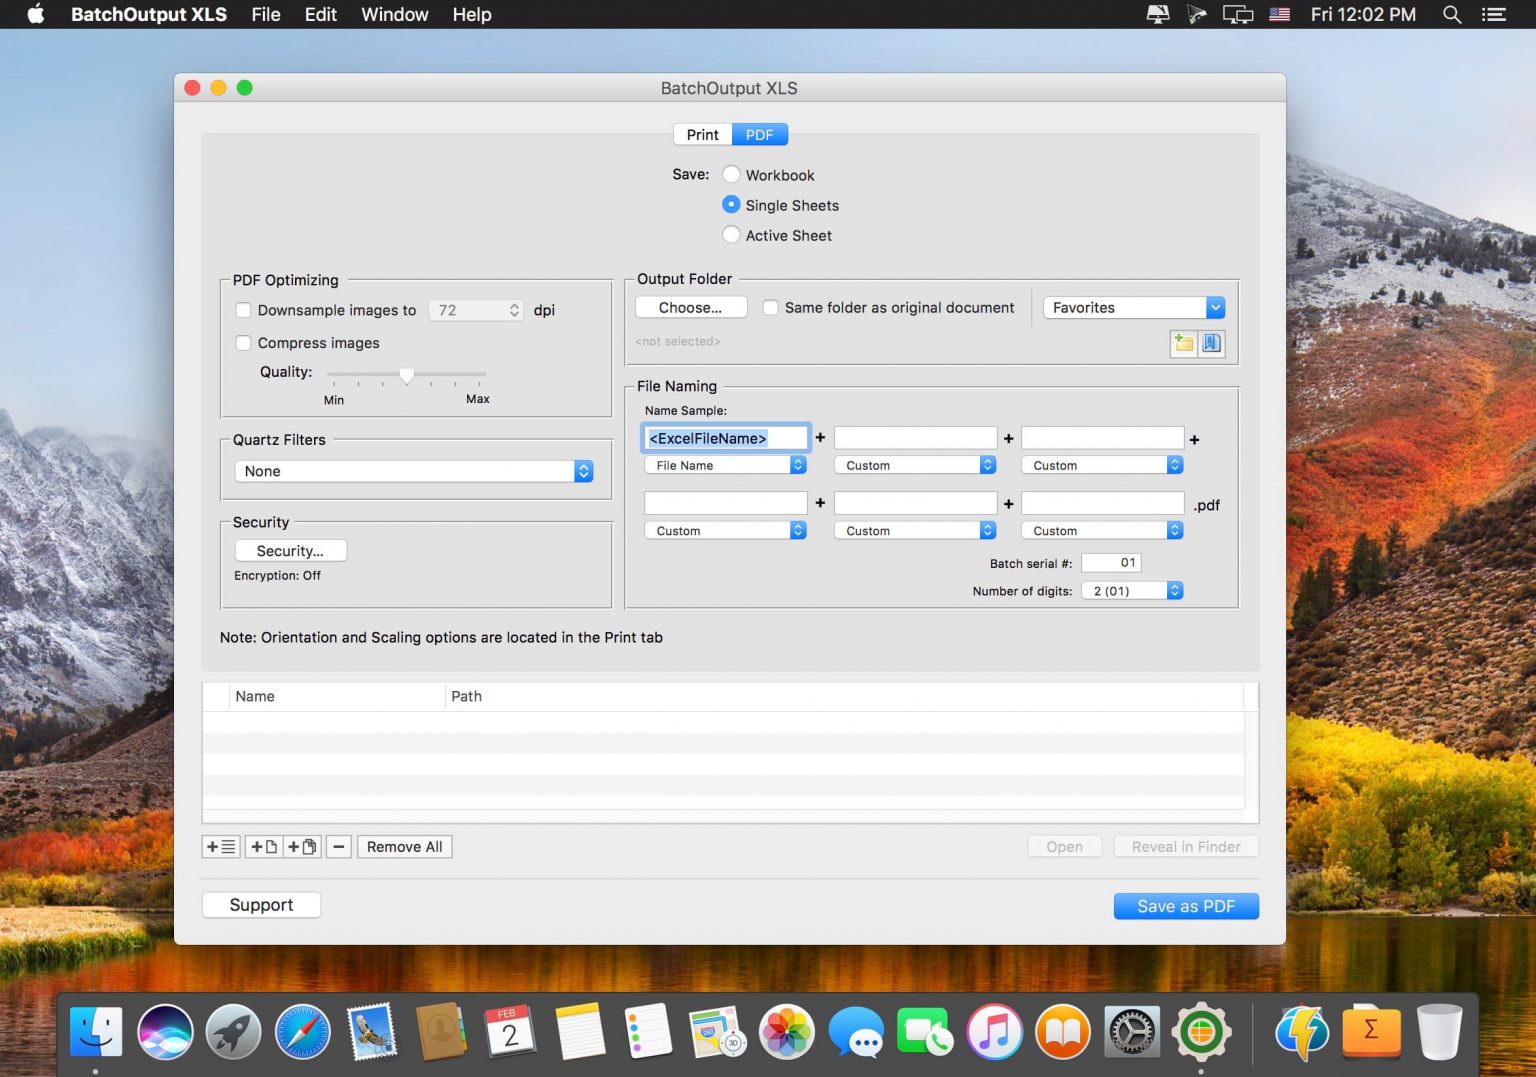 BatchOutput XLS File Edit Window Help Fri 12:02 PM
BatchOutput XLS
Print PDF
Save: Workbook
Single Sheets
Active Sheet
PDF Optimizing
Downsample images to 72 dpi
Compress images
Quality:
Min Max
Quartz Filters
None
Security
Security...
Encryption: Off
Output Folder
Choose... Same folder as original document Favorites
<not selected>
File Naming
Name Sample:
<ExcelFileName> + + +
File Name Custom Custom
+ + .pdf
Custom Custom Custom
Batch serial #: 01
Number of digits: 2 (01)
Note: Orientation and Scaling options are located in the Print tab
Name Path
Remove All Open Reveal in Finder
Support Save as PDF
FEB
2
280
3D
Σ